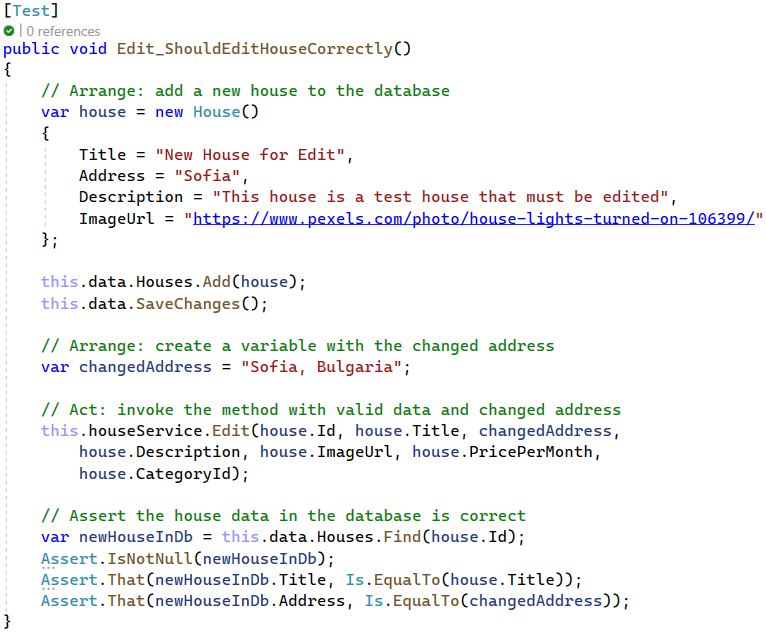 [Test]
| 0 references
public void Edit_ShouldEditHouseCorrectly()
{
    // Arrange: add a new house to the database
    var house = new House()
    {
        Title = "New House for Edit",
        Address = "Sofia",
        Description = "This house is a test house that must be edited",
        ImageUrl = "https://www.pexels.com/photo/house-lights-turned-on-106399/"
    };

    this.data.Houses.Add(house);
    this.data.SaveChanges();

    // Arrange: create a variable with the changed address
    var changedAddress = "Sofia, Bulgaria";

    // Act: invoke the method with valid data and changed address
    this.houseService.Edit(house.Id, house.Title, changedAddress,
        house.Description, house.ImageUrl, house.PricePerMonth,
        house.CategoryId);

    // Assert the house data in the database is correct
    var newHouseInDb = this.data.Houses.Find(house.Id);
    Assert.IsNotNull(newHouseInDb);
    Assert.That(newHouseInDb.Title, Is.EqualTo(house.Title));
    Assert.That(newHouseInDb.Address, Is.EqualTo(changedAddress));
}